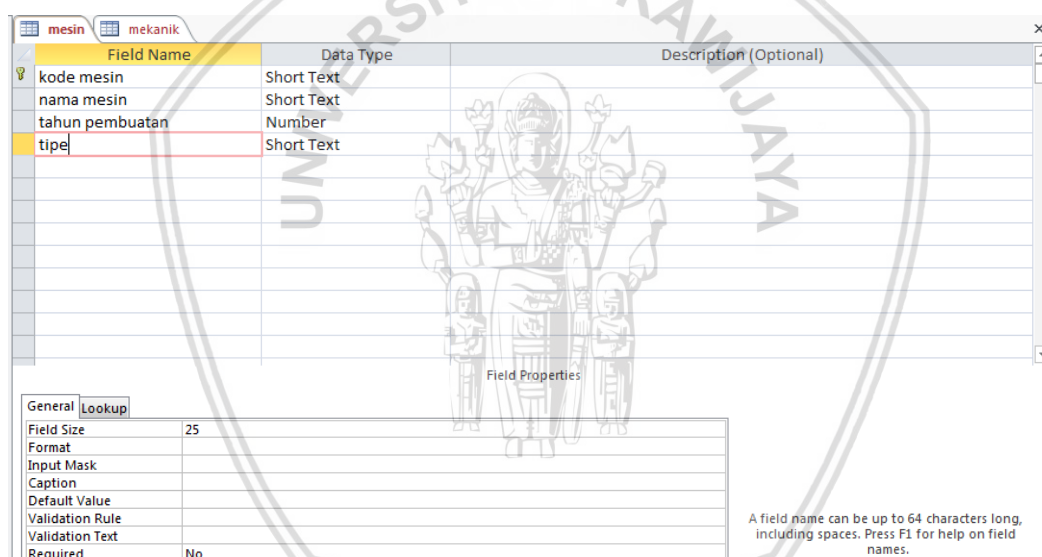 mesin mekanik
Field Name Data Type Description (Optional)
kode mesin Short Text
nama mesin Short Text
tahun pembuatan Number
tipe Short Text
Field Properties
General Lookup
Field Size 25
Format
Input Mask
Caption
Default Value
Validation Rule
Validation Text
Required No
A field name can be up to 64 characters long,
including spaces. Press F1 for help on field
names.